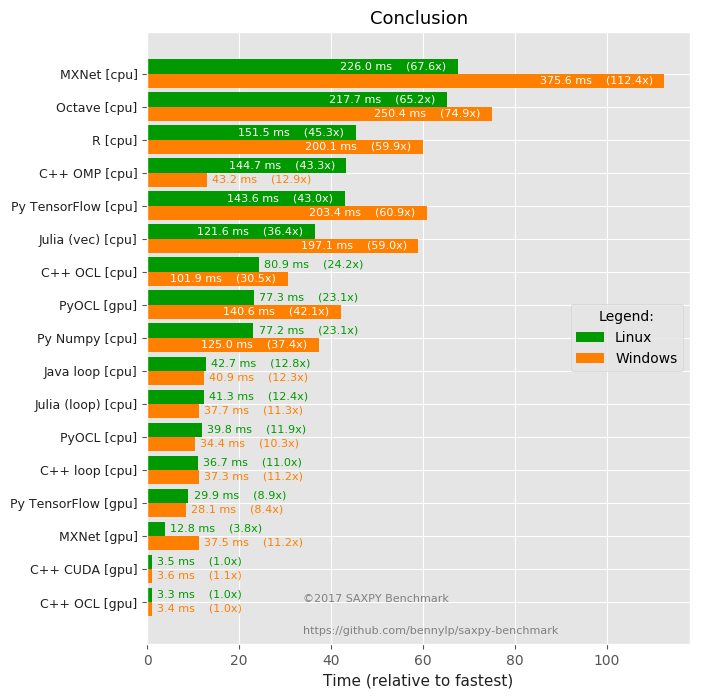 Conclusion
MXNet [cpu] 226.0 ms (67.6x)
375.6 ms (112.4x)
Octave [cpu] 217.7 ms (65.2x)
250.4 ms (74.9x)
R [cpu] 151.5 ms (45.3x)
200.1 ms (59.9x)
C++ OMP [cpu] 144.7 ms (43.3x)
43.2 ms (12.9x)
Py TensorFlow [cpu] 143.6 ms (43.0x)
203.4 ms (60.9x)
Julia (vec) [cpu] 121.6 ms (36.4x)
197.1 ms (59.0x)
C++ OCL [cpu] 80.9 ms (24.2x)
101.9 ms (30.5x)
PyOCL [gpu] 77.3 ms (23.1x)
140.6 ms (42.1x)
Py Numpy [cpu] 77.2 ms (23.1x)
125.0 ms (37.4x)
Java loop [cpu] 42.7 ms (12.8x)
40.9 ms (12.3x)
Julia (loop) [cpu] 41.3 ms (12.4x)
37.7 ms (11.3x)
PyOCL [cpu] 39.8 ms (11.9x)
34.4 ms (10.3x)
C++ loop [cpu] 36.7 ms (11.0x)
37.3 ms (11.2x)
Py TensorFlow [gpu] 29.9 ms (8.9x)
28.1 ms (8.4x)
MXNet [gpu] 12.8 ms (3.8x)
37.5 ms (11.2x)
C++ CUDA [gpu] 3.5 ms (1.0x)
3.6 ms (1.1x)
C++ OCL [gpu] 3.3 ms (1.0x)
3.4 ms (1.0x)
Legend:
Linux
Windows
©2017 SAXPY Benchmark
https://github.com/bennylp/saxpy-benchmark
0 20 40 60 80 100
Time (relative to fastest)